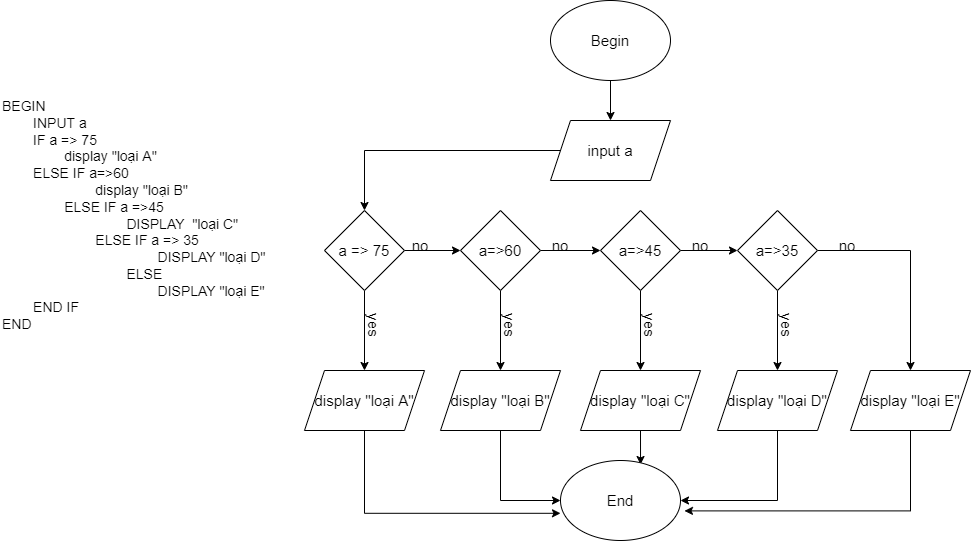 BEGIN
INPUT a
IF a => 75
display "loại A"
ELSE IF a=>60
display "loại B"
ELSE IF a =>45
DISPLAY "loại C"
ELSE IF a => 35
DISPLAY "loại D"
ELSE
DISPLAY "loại E"
END IF
END
Begin
input a
a => 75
no
a=>60
no
a=>45
no
a=>35
no
yes
yes
yes
yes
display "loại A"
display "loại B"
display "loại C"
display "loại D"
display "loại E"
End